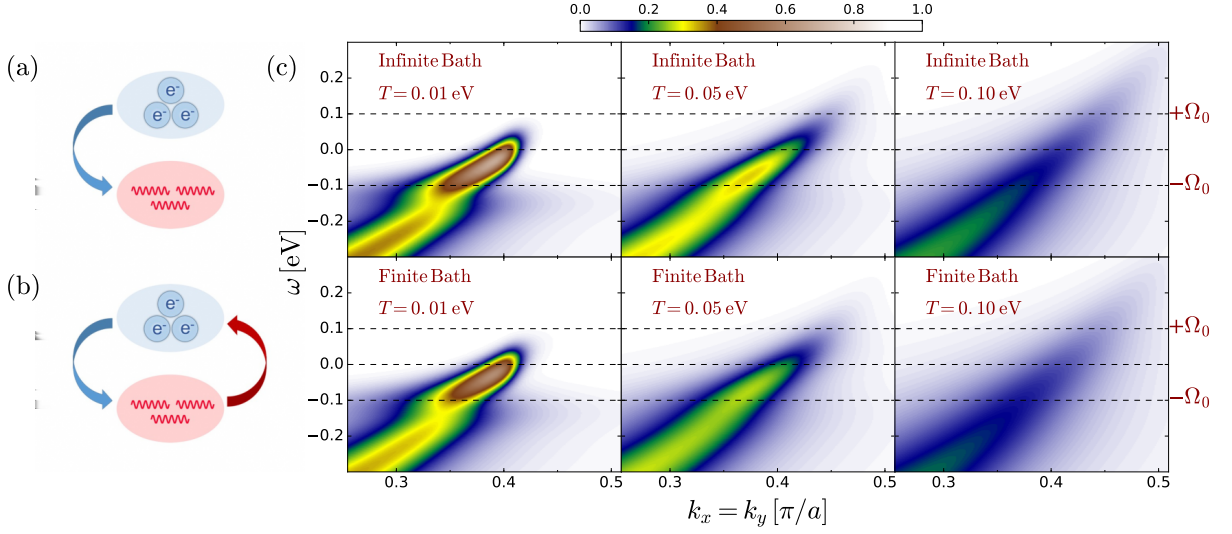 0.0 0.2 0.4 0.6 0.8 1.0
(a)
e⁻
e⁻ e⁻
(b)
e⁻
e⁻ e⁻
(c)
Infinite Bath
T = 0.01 eV
Infinite Bath
T = 0.05 eV
Infinite Bath
T = 0.10 eV
0.2
0.1
0.0
−0.1
−0.2
+Ω₀
−Ω₀
ω [eV]
Finite Bath
T = 0.01 eV
Finite Bath
T = 0.05 eV
Finite Bath
T = 0.10 eV
0.2
0.1
0.0
−0.1
−0.2
+Ω₀
−Ω₀
0.3 0.4 0.5 0.3 0.4 0.5 0.3 0.4 0.5
kₓ = k_y [π/a]